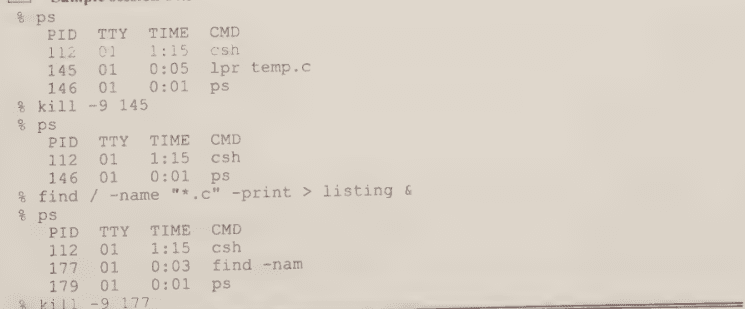 % ps
PID TTY TIME CMD
112 01 1:15 csh
145 01 0:05 lpr temp.c
146 01 0:01 ps
% kill -9 145
% ps
PID TTY TIME CMD
112 01 1:15 csh
146 01 0:01 ps
% find / -name "*.c" -print > listing &
% ps
PID TTY TIME CMD
112 01 1:15 csh
177 01 0:03 find -nam
179 01 0:01 ps
% kill -9 177